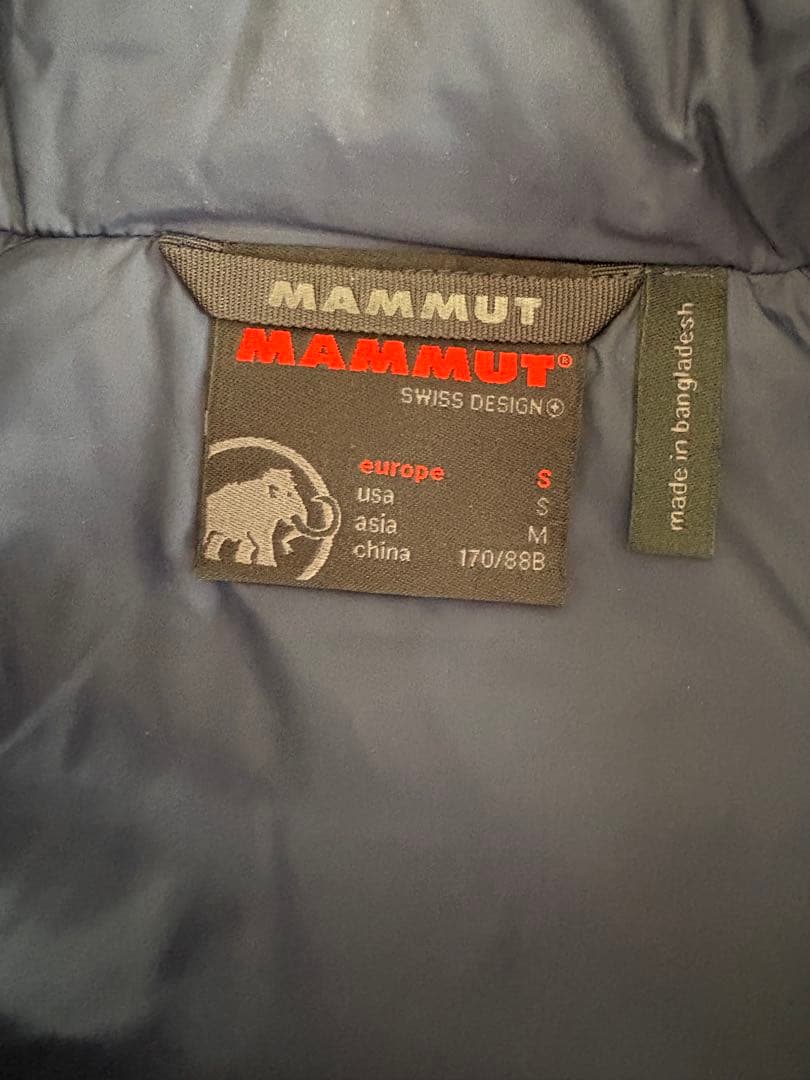 MAMMUT
MAMMUT®
SWISS DESIGN
europe S
usa S
asia M
china 170/88B
made in bangladesh